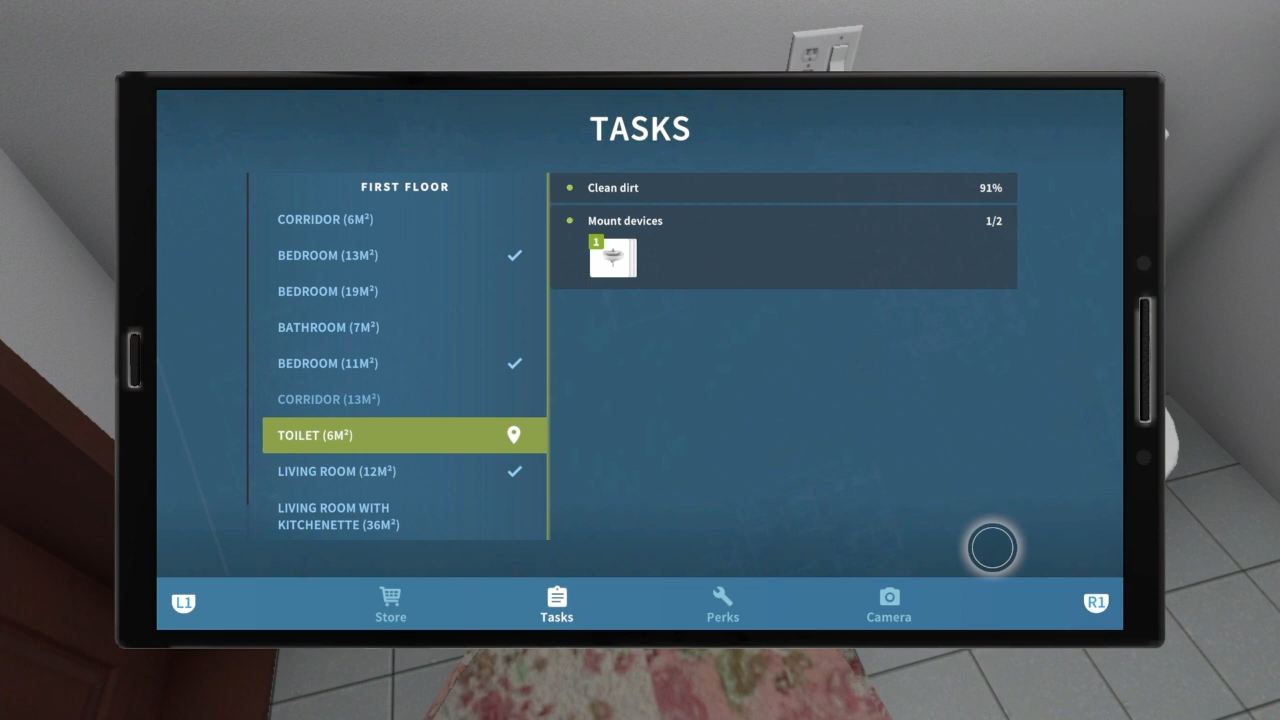 TASKS
FIRST FLOOR
CORRIDOR (6M²)
BEDROOM (13M²)
BEDROOM (19M²)
BATHROOM (7M²)
BEDROOM (11M²)
CORRIDOR (13M²)
TOILET (6M²)
LIVING ROOM (12M²)
LIVING ROOM WITH
KITCHENETTE (36M²)
Clean dirt 91%
Mount devices 1/2
1
L1
Store
Tasks
Perks
Camera
R1